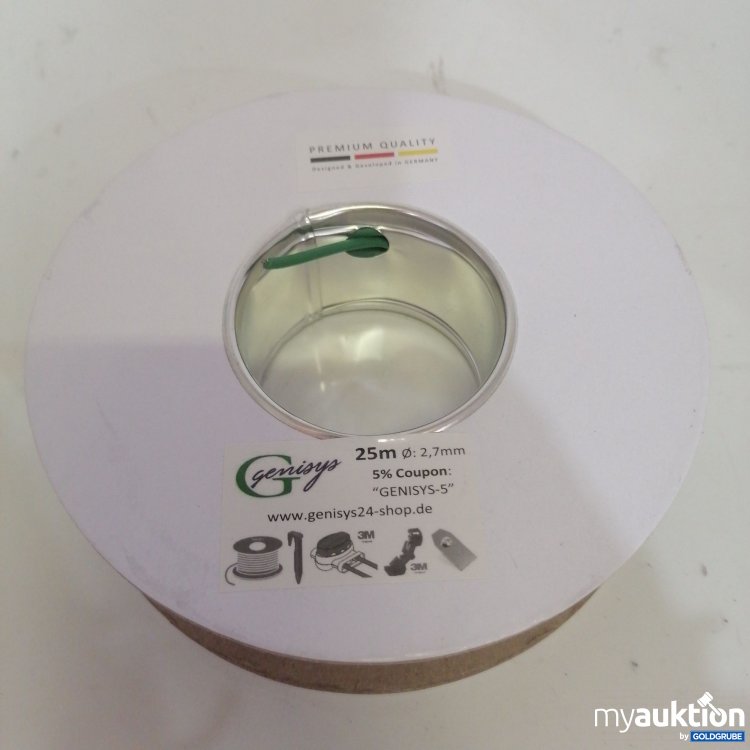 PREMIUM QUALITY
Designed & Developed in GERMANY
Genisys
25m Ø: 2,7mm
5% Coupon:
“GENISYS-5”
www.genisys24-shop.de
3M
3M
myauktion
by GOLDGRUBE